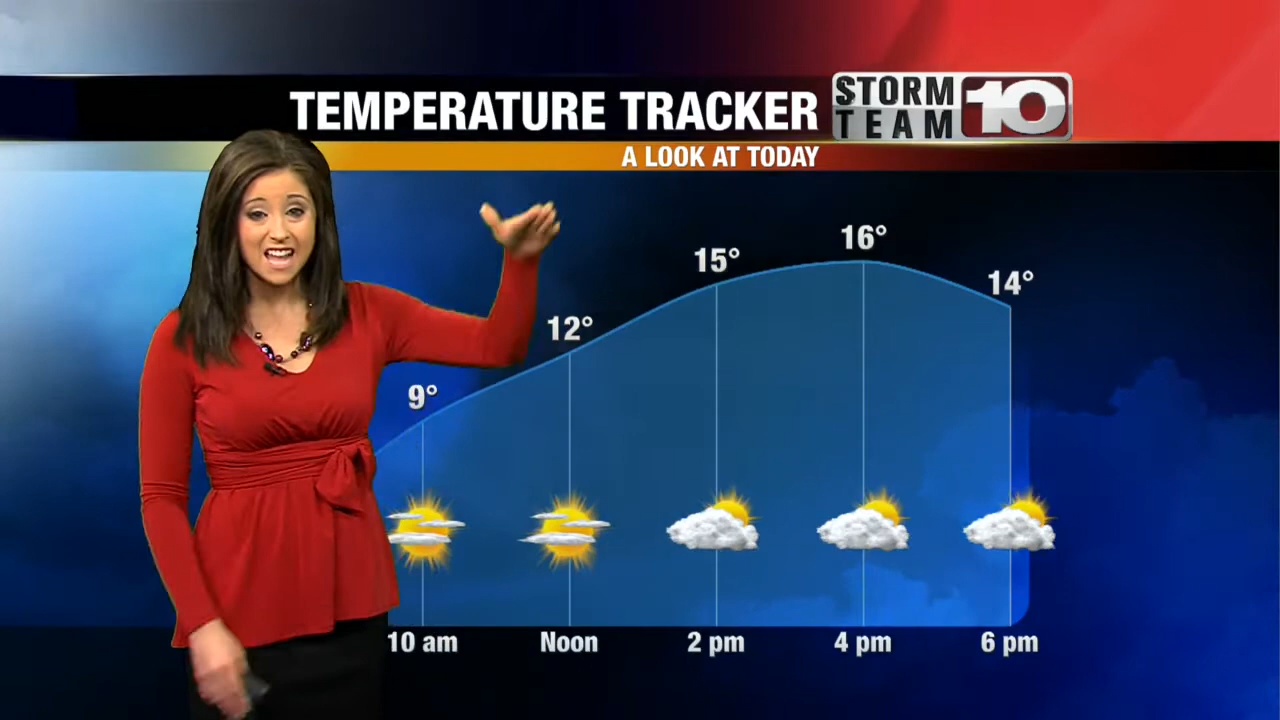 TEMPERATURE TRACKER
STORM TEAM 10
A LOOK AT TODAY
16°
15°
14°
12°
9°
10 am Noon 2 pm 4 pm 6 pm